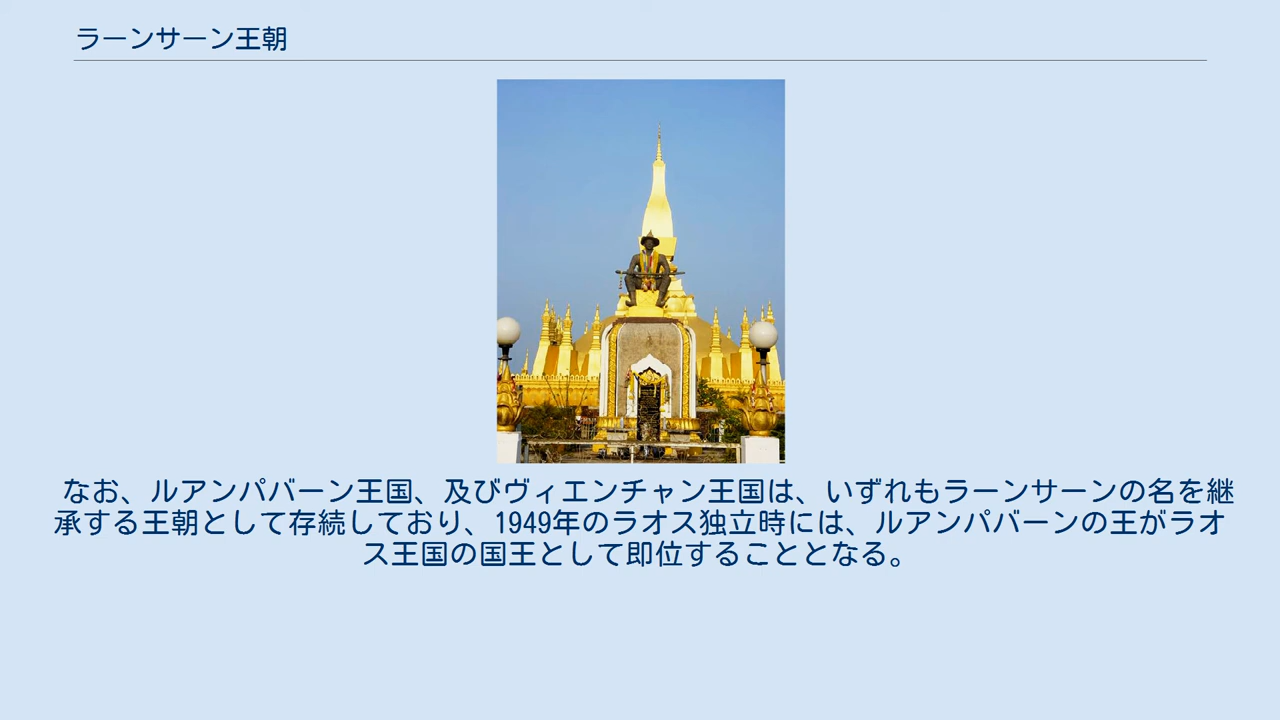 ラーンサーン王朝
なお、ルアンパバーン王国、及びヴィエンチャン王国は、いずれもラーンサーンの名を継
承する王朝として存続しており、1949年のラオス独立時には、ルアンパバーンの王がラオ
ス王国の国王として即位することとなる。